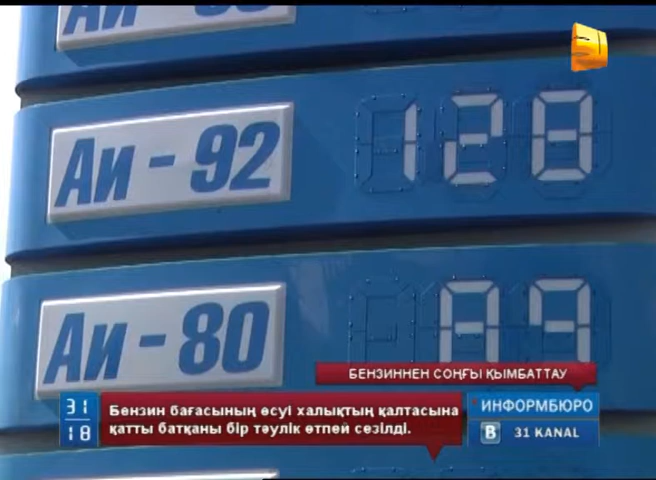 Аи - 92
128
Аи - 80
БЕНЗИННЕН СОҢҒЫ ҚЫМБАТТАУ
31
18
Бензин бағасының өсуі халықтың қалтасына
қатты батқаны бір тәулік өтпей сезілді.
ИНФОРМБЮРО
31 KANAL